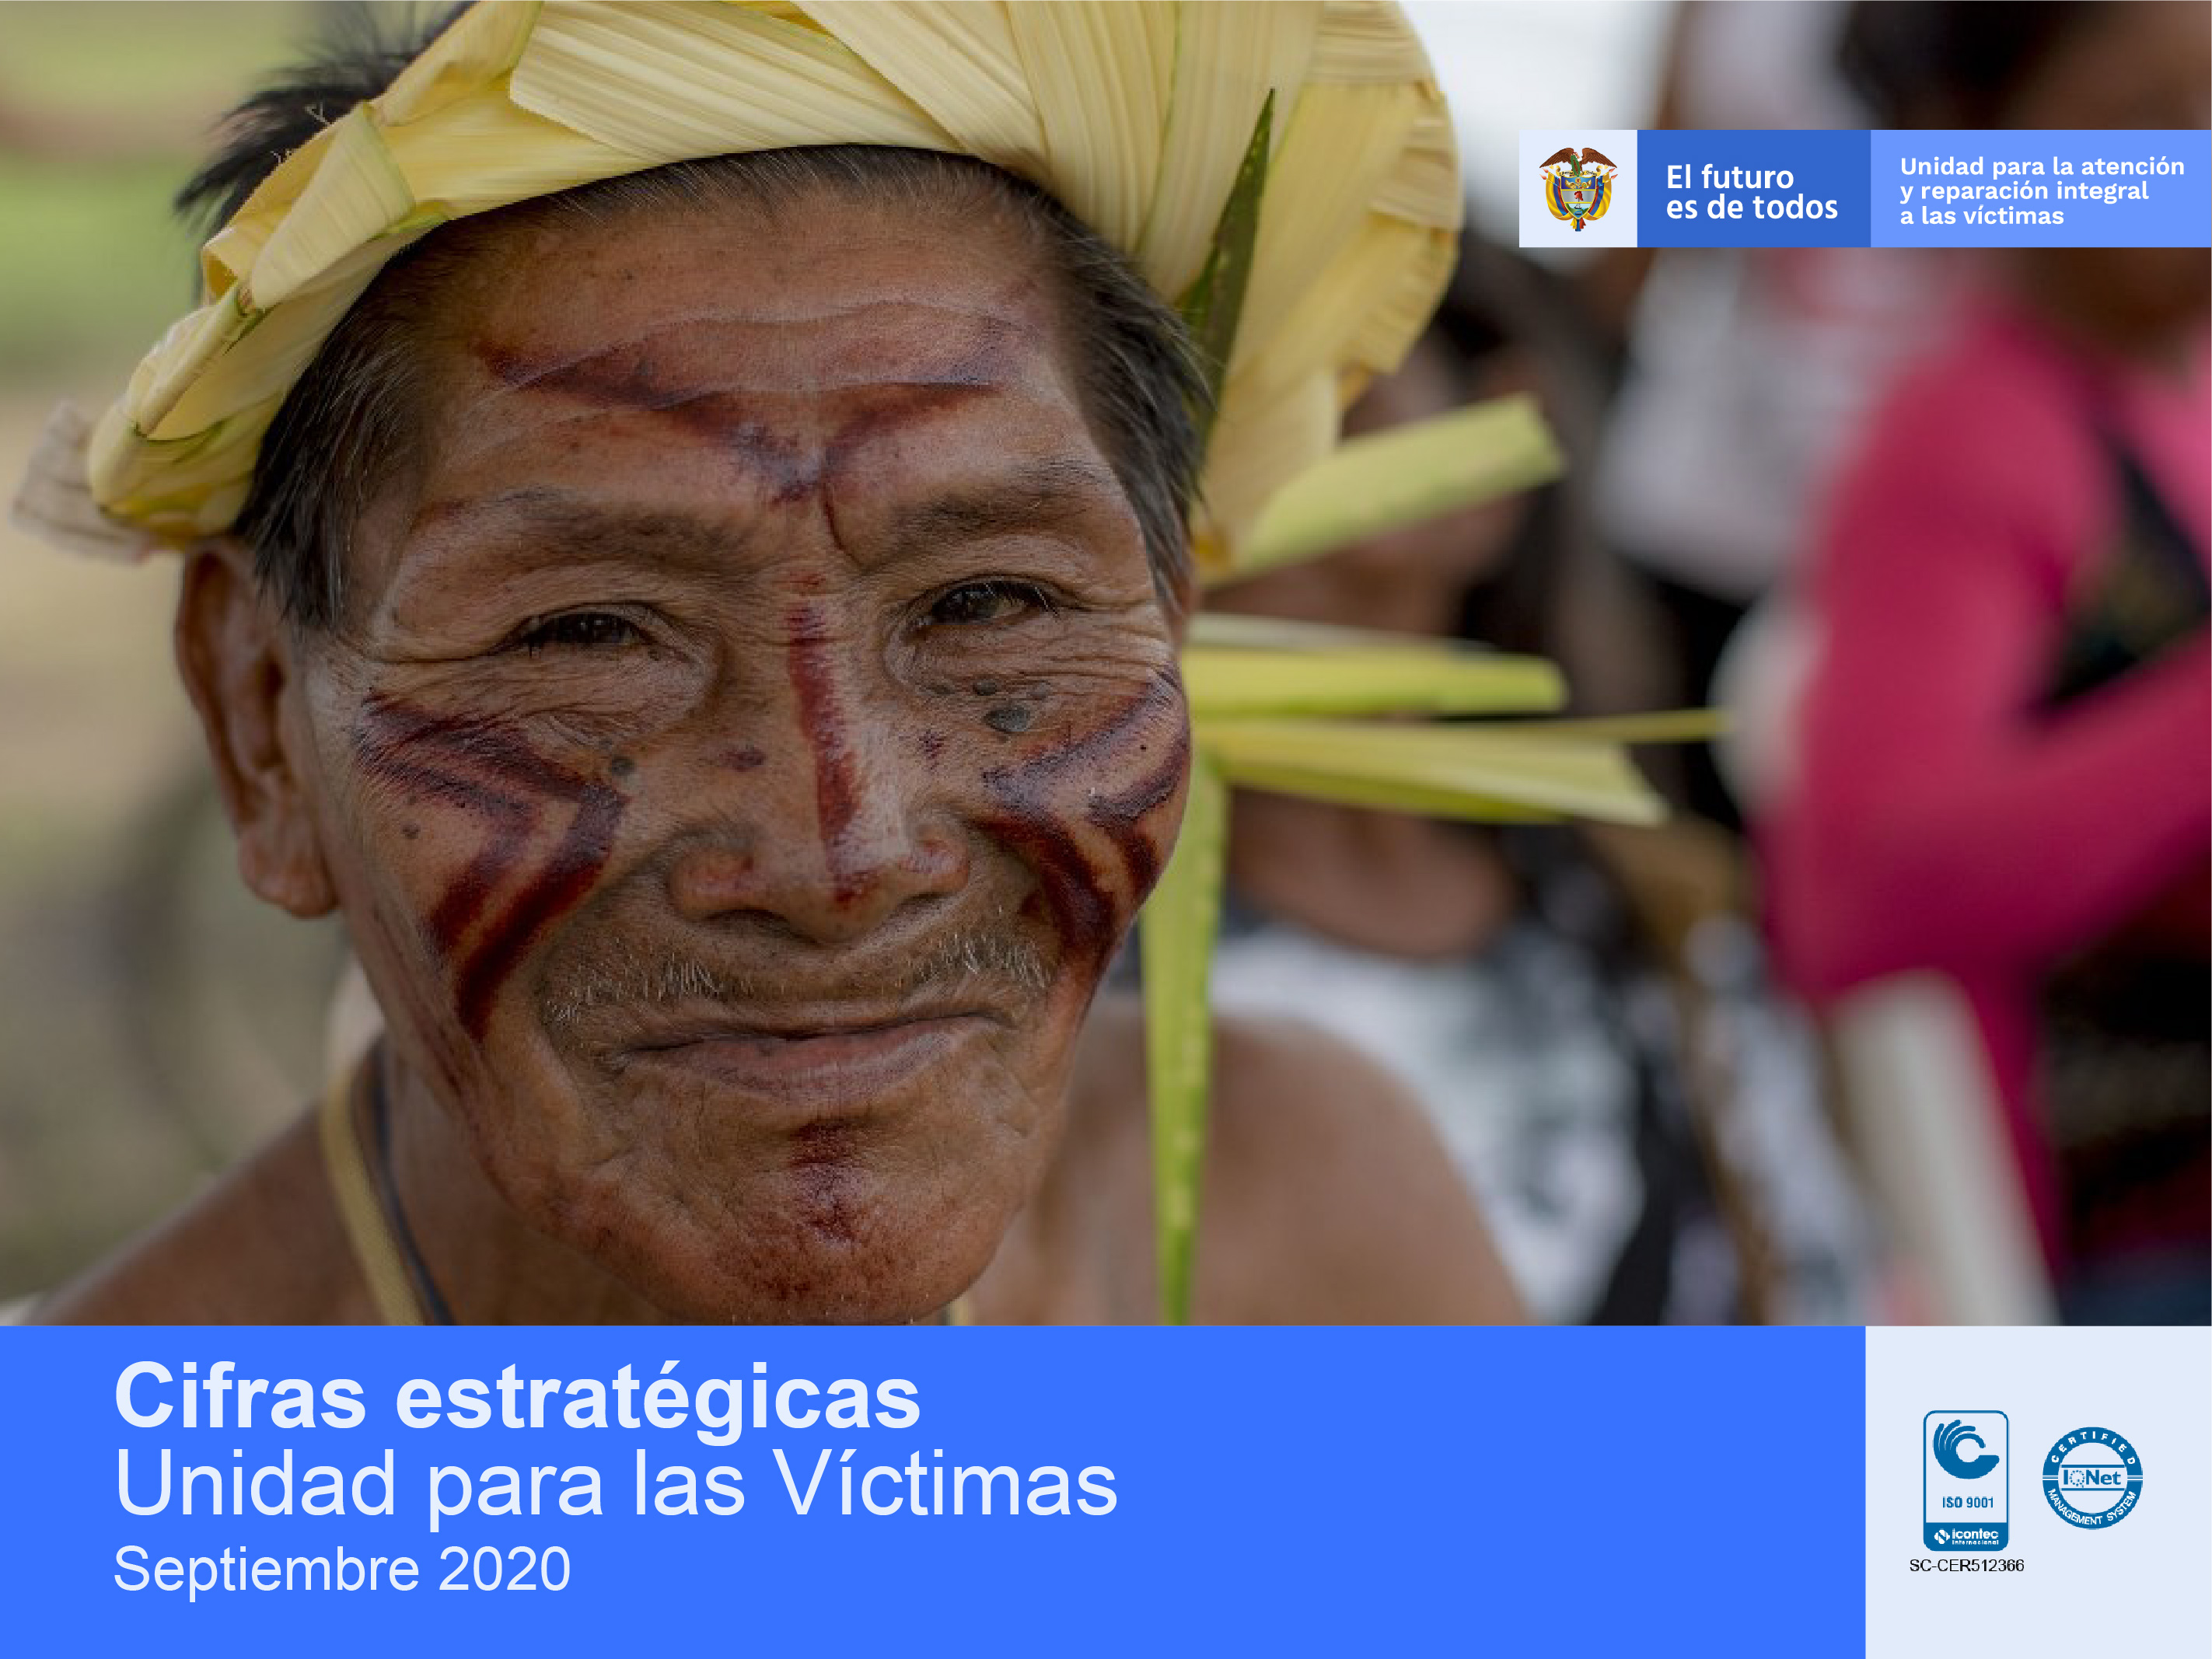 El futuro
es de todos
Unidad para la atención
y reparación integral
a las víctimas
Cifras estratégicas
Unidad para las Víctimas
Septiembre 2020
ISO 9001
icontec
internacional
SC-CER512366
CERTIFIED
IQNet
MANAGEMENT SYSTEM